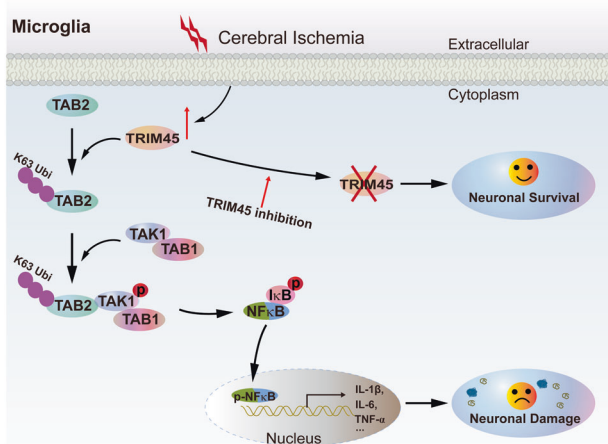 Microglia
Cerebral Ischemia
Extracellular
Cytoplasm
TAB2
TRIM45
K63 Ubi
TAB2
TRIM45 inhibition
TRIM45
Neuronal Survival
TAK1
TAB1
K63 Ubi
TAB2
TAK1
p
TAB1
IκB
p
NFκB
p-NFκB
IL-1β,
IL-6,
TNF-α
...
Nucleus
Neuronal Damage